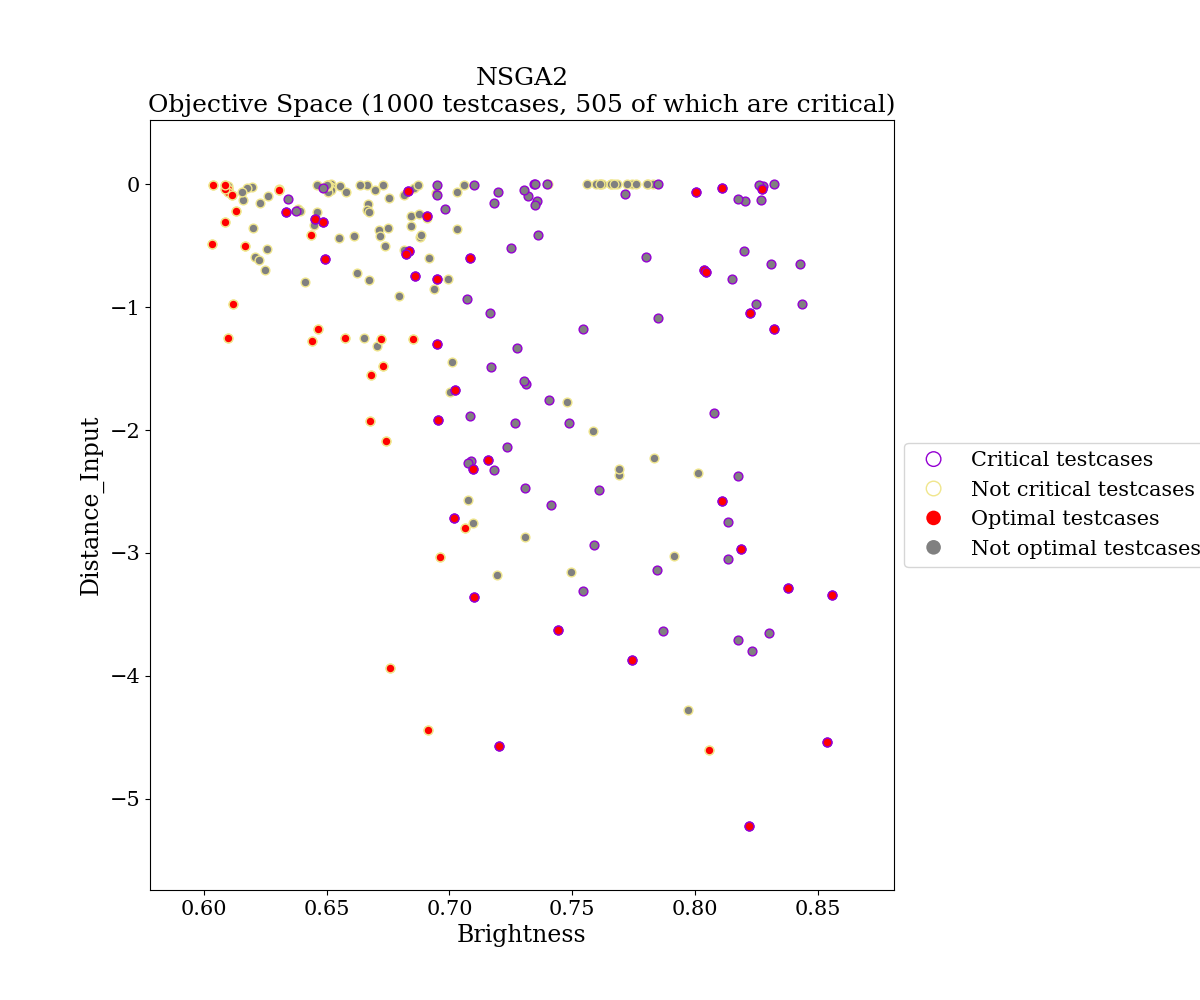 NSGA2
Objective Space (1000 testcases, 505 of which are critical)
0
−1
−2
−3
−4
−5
Distance_Input
0.60 0.65 0.70 0.75 0.80 0.85
Brightness
Critical testcases
Not critical testcases
Optimal testcases
Not optimal testcases